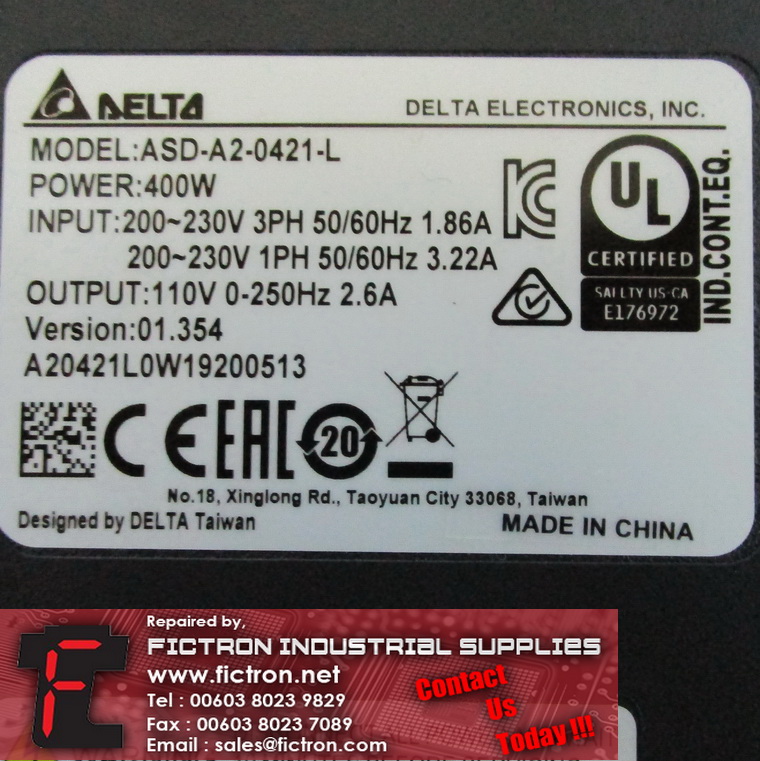 DELTA
DELTA ELECTRONICS, INC.
MODEL:ASD-A2-0421-L
POWER:400W
INPUT:200~230V 3PH 50/60Hz 1.86A
200~230V 1PH 50/60Hz 3.22A
OUTPUT:110V 0-250Hz 2.6A
Version:01.354
A20421L0W19200513
UL
CERTIFIED
US-CA
E176972
IND.CONT.EQ.
CE EAC 20
No.18, Xinglong Rd., Taoyuan City 33068, Taiwan
Designed by DELTA Taiwan
MADE IN CHINA
Repaired by,
FICTRON INDUSTRIAL SUPPLIES
www.fictron.net
Tel : 00603 8023 9829
Fax : 00603 8023 7089
Email : sales@fictron.com
Contact
Us
Today !!!